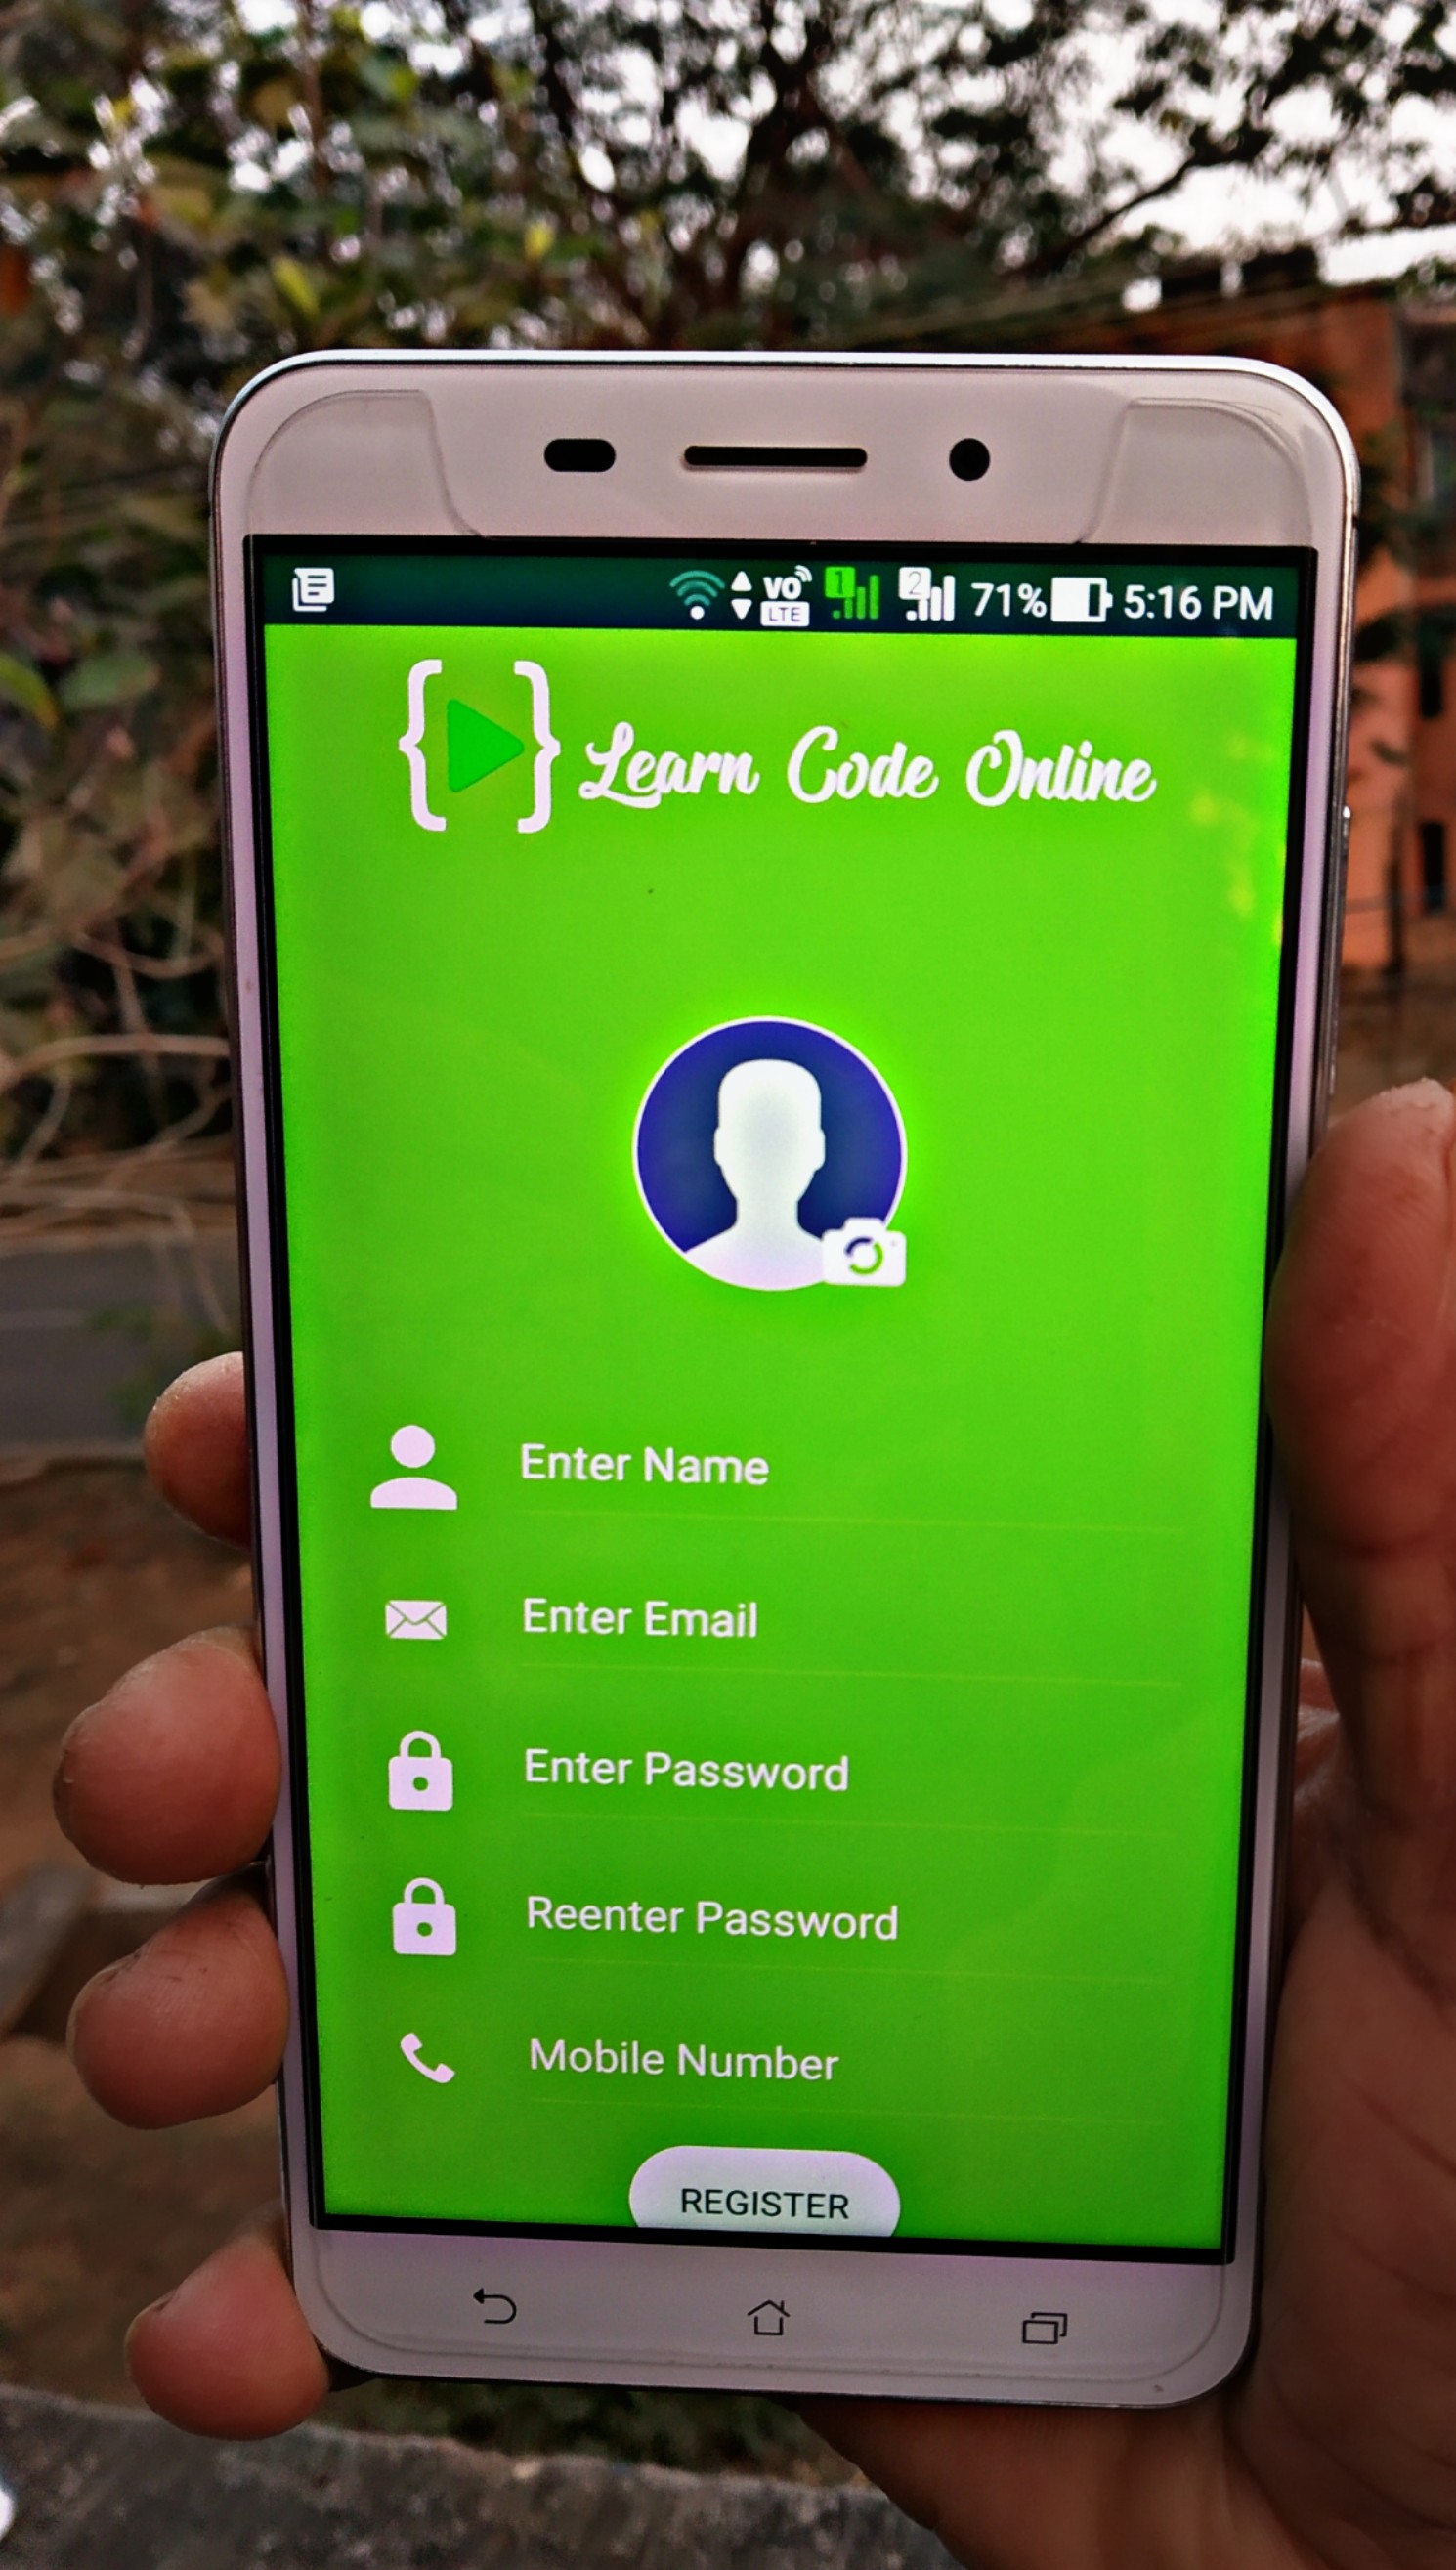 VO LTE 1 2 71% 5:16 PM
{ } Learn Code Online
Enter Name
Enter Email
Enter Password
Reenter Password
Mobile Number
REGISTER